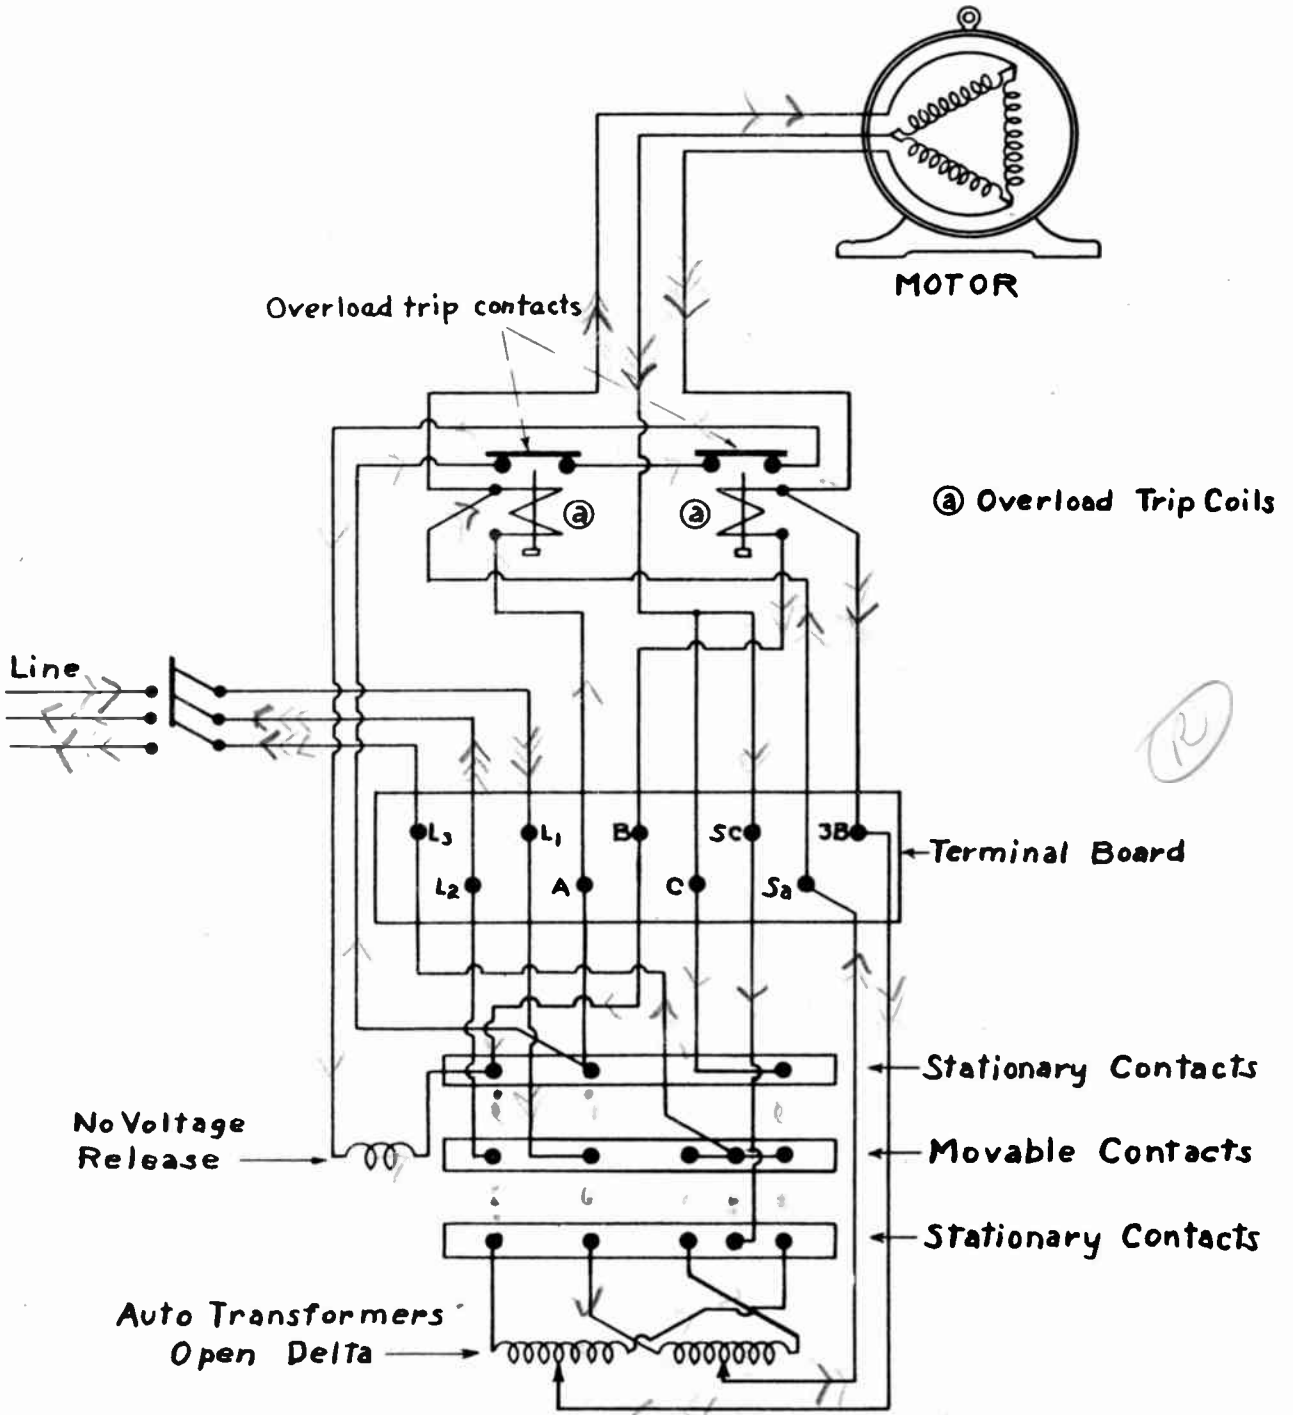 MOTOR
Overload trip contacts
ⓐ
ⓐ
ⓐ Overload Trip Coils
Line
R
L3
L1
B
Sc
3B
L2
A
C
Sa
Terminal Board
Stationary Contacts
No Voltage
Release
Movable Contacts
Stationary Contacts
Auto Transformers
Open Delta